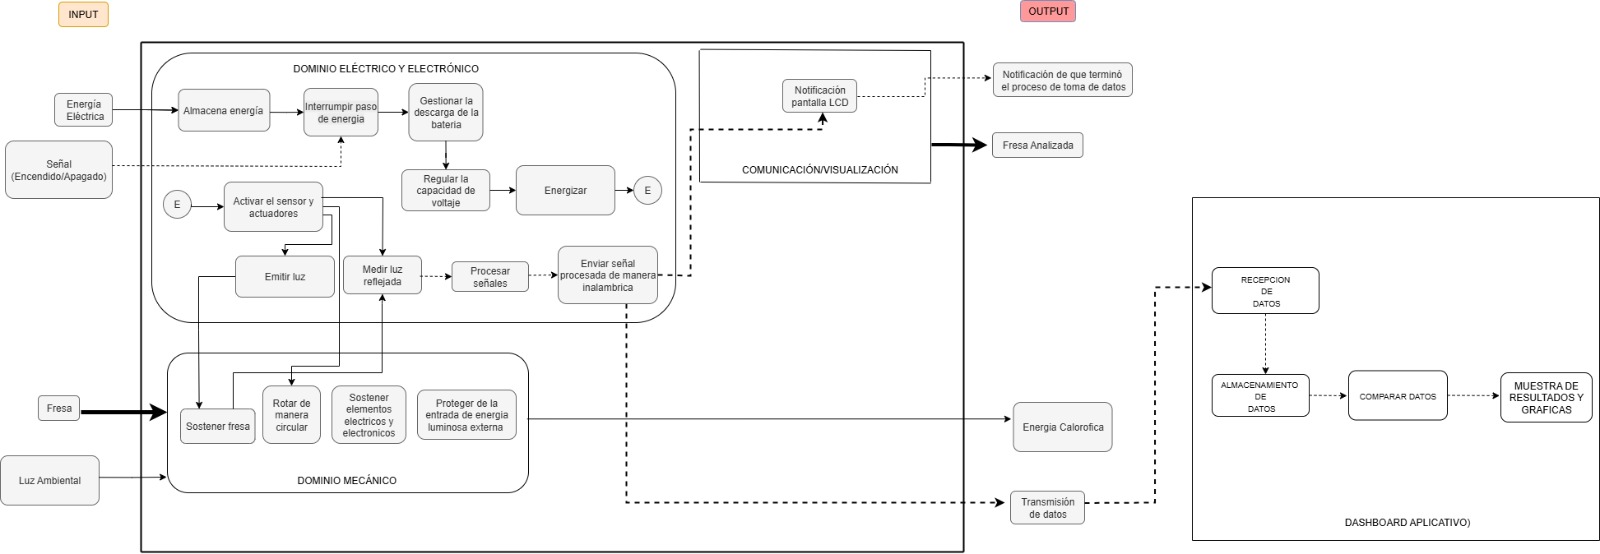 INPUT
OUTPUT
DOMINIO ELÉCTRICO Y ELECTRÓNICO
Energía
Elèctrica
Almacena energía
Interrumpir paso
de energia
Gestionar la
descarga de la
bateria
Señal
(Encendido/Apagado)
Regular la
capacidad de
voltaje
Energizar
E
E
Activar el sensor y
actuadores
Emitir luz
Medir luz
reflejada
Procesar
señales
Enviar señal
procesada de manera
inalambrica
Notificación
pantalla LCD
COMUNICACIÓN/VISUALIZACIÓN
Notificación de que terminó
el proceso de toma de datos
Fresa Analizada
Fresa
Luz Ambiental
Sostener fresa
Rotar de
manera
circular
Sostener
elementos
electricos y
electronicos
Proteger de la
entrada de energia
luminosa externa
DOMINIO MECÁNICO
Energia Calorofica
Transmisión
de datos
RECEPCION
DE
DATOS
ALMACENAMIENTO
DE
DATOS
COMPARAR DATOS
MUESTRA DE
RESULTADOS Y
GRAFICAS
DASHBOARD APLICATIVO)